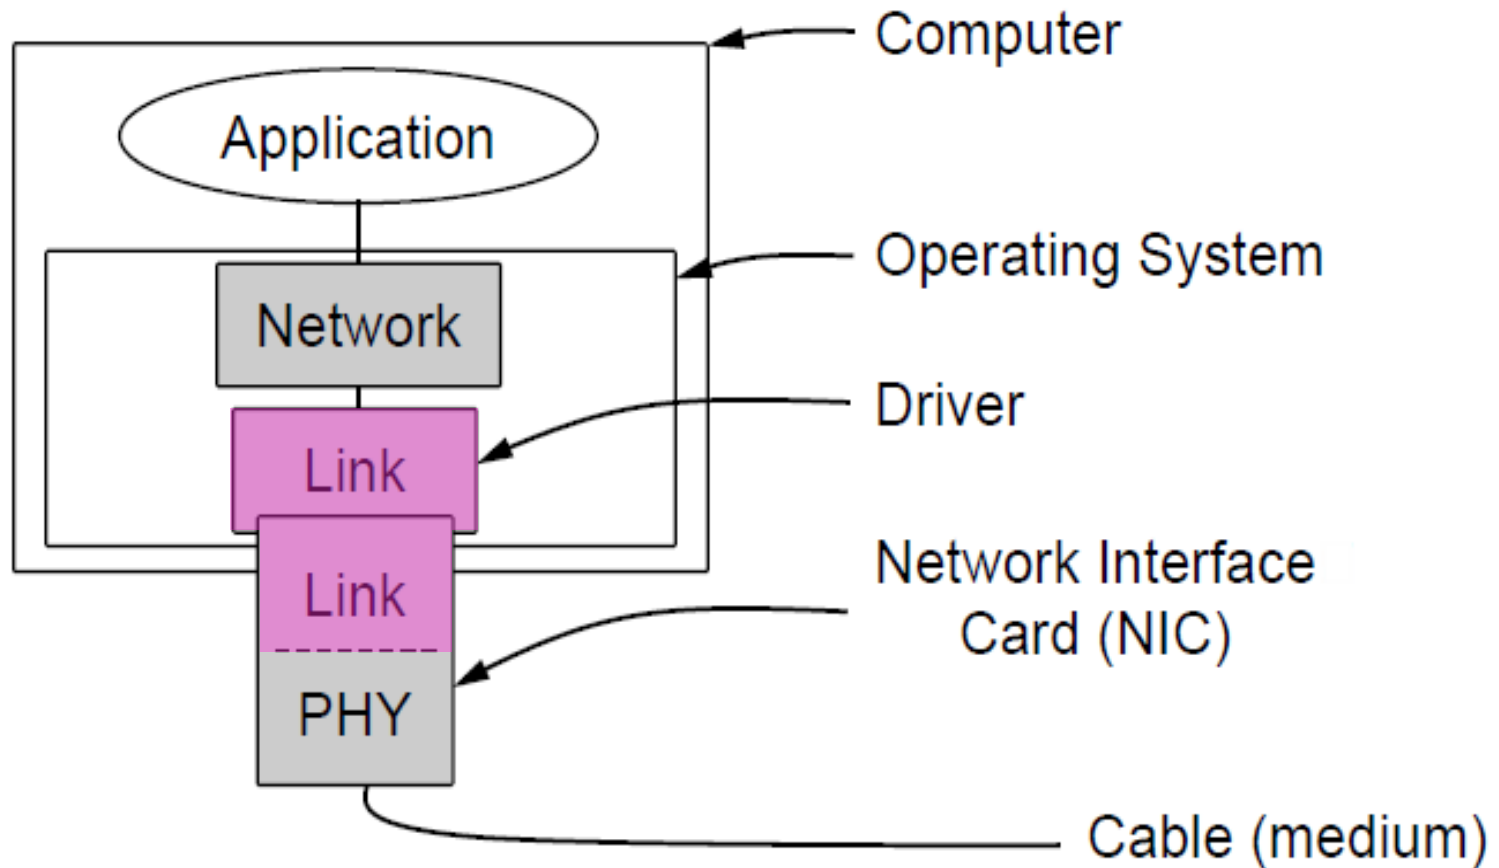 Computer
Application
Operating System
Network
Driver
Link
Network Interface
Card (NIC)
Link
PHY
Cable (medium)